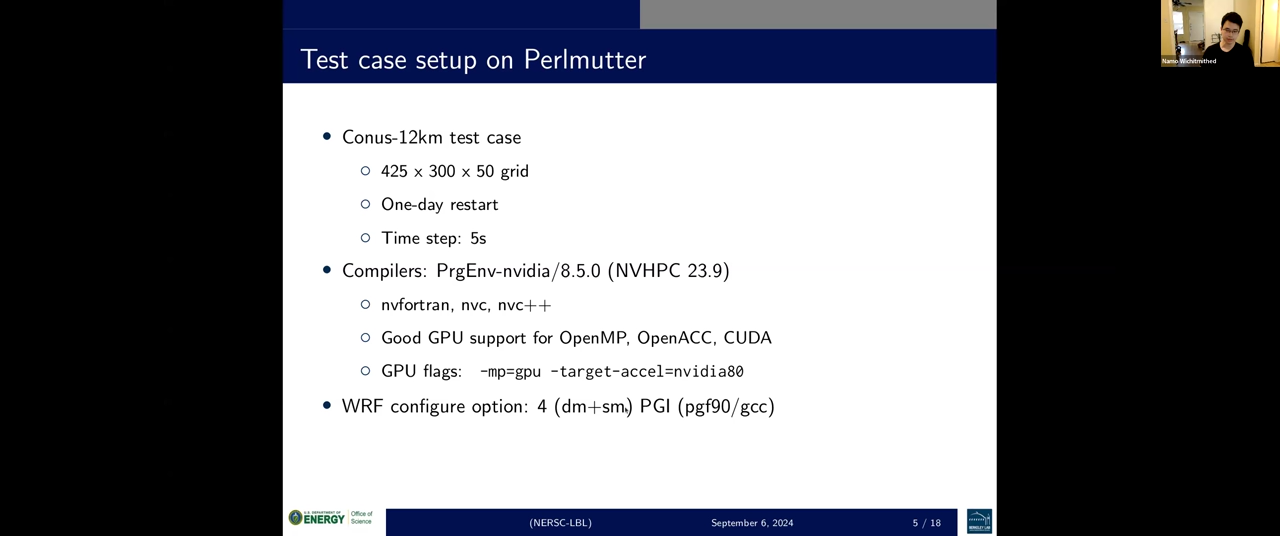 Test case setup on Perlmutter
Namo Wichitmithed
Conus-12km test case
425 x 300 x 50 grid
One-day restart
Time step: 5s
Compilers: PrgEnv-nvidia/8.5.0 (NVHPC 23.9)
nvfortran, nvc, nvc++
Good GPU support for OpenMP, OpenACC, CUDA
GPU flags: -mp=gpu -target-accel=nvidia80
WRF configure option: 4 (dm+sm) PGI (pgf90/gcc)
U.S. DEPARTMENT OF
ENERGY
Office of
Science
(NERSC-LBL)
September 6, 2024
5 / 18
BERKELEY LAB